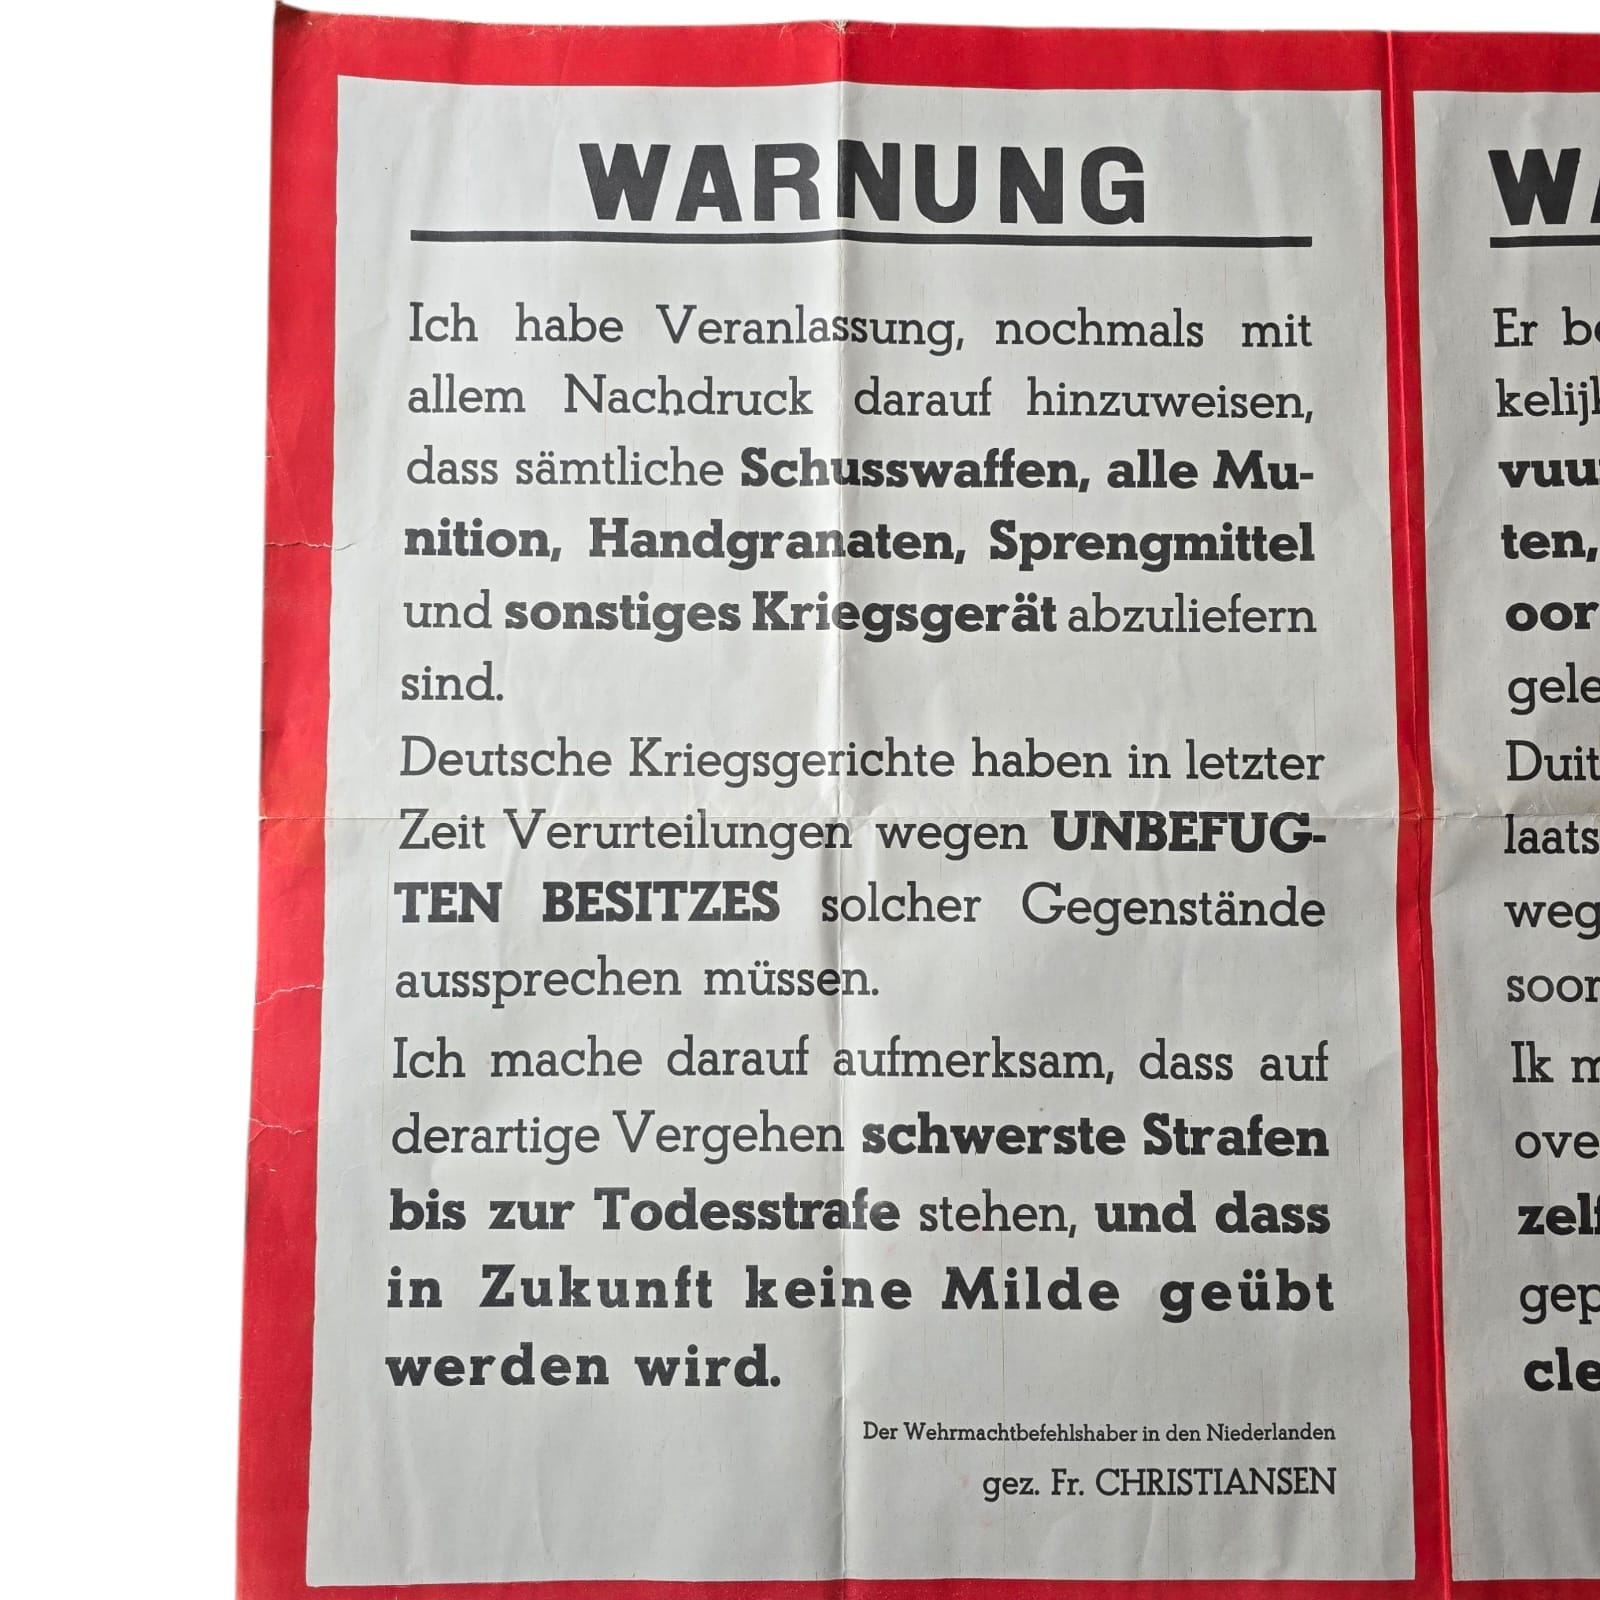 WARNUNG
Ich habe Veranlassung, nochmals mit
allem Nachdruck darauf hinzuweisen,
dass sämtliche Schusswaffen, alle Mu-
nition, Handgranaten, Sprengmittel
und sonstiges Kriegsgerät abzuliefern
sind.
Deutsche Kriegsgerichte haben in letzter
Zeit Verurteilungen wegen UNBEFUG-
TEN BESITZES solcher Gegenstände
aussprechen müssen.
Ich mache darauf aufmerksam, dass auf
derartige Vergehen schwerste Strafen
bis zur Todesstrafe stehen, und dass
in Zukunft keine Milde geübt
werden wird.
Der Wehrmachtbefehlshaber in den Niederlanden
gez. Fr. CHRISTIANSEN
Er
ten,
Ik